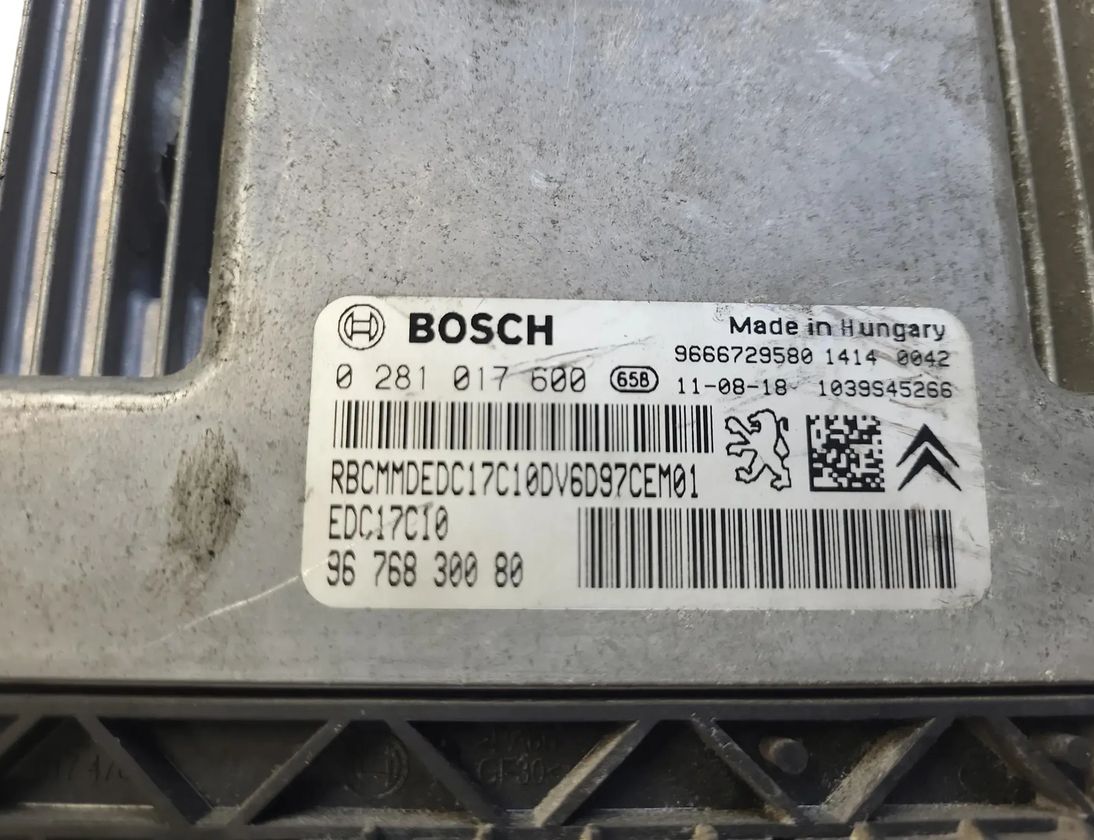 BOSCH
Made in Hungary
9666729580 1414 0042
0 281 017 600 658
11-08-18 1039S45266
RBCMMDEDC17C10DV6D97CEM01
EDC17C10
96 768 300 80